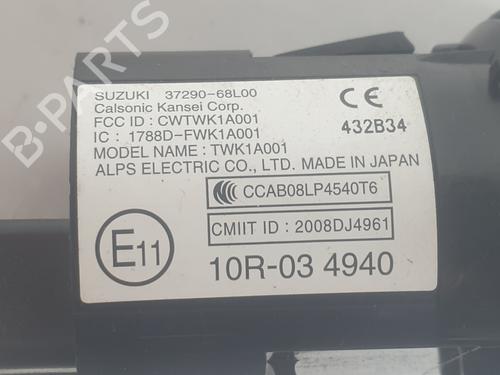 B-PARTS
SUZUKI 37290-68L00
Calsonic Kansei Corp.
FCC ID : CWTWK1A001
IC : 1788D-FWK1A001
MODEL NAME : TWK1A001
ALPS ELECTRIC CO., LTD. MADE IN JAPAN
CE
432B34
CCAB08LP4540T6
CMIIT ID : 2008DJ4961
E11
10R-03 4940